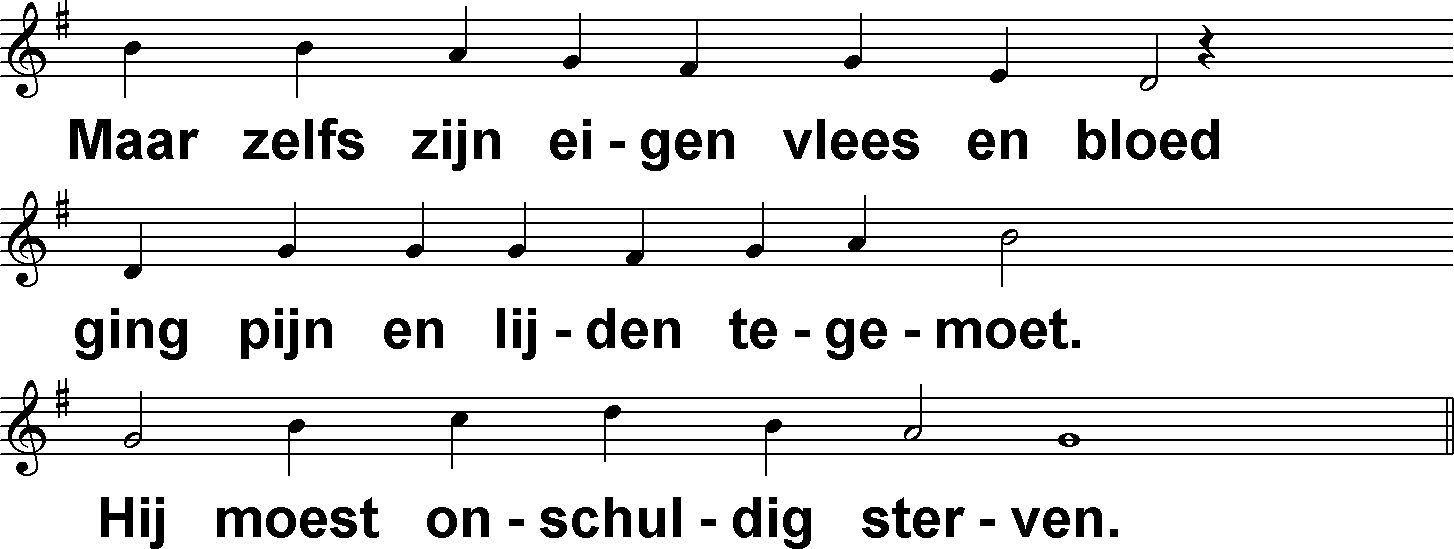 Maar zelfs zijn ei - gen vlees en bloed
ging pijn en lij - den te - ge - moet.
Hij moest on - schul - dig ster - ven.